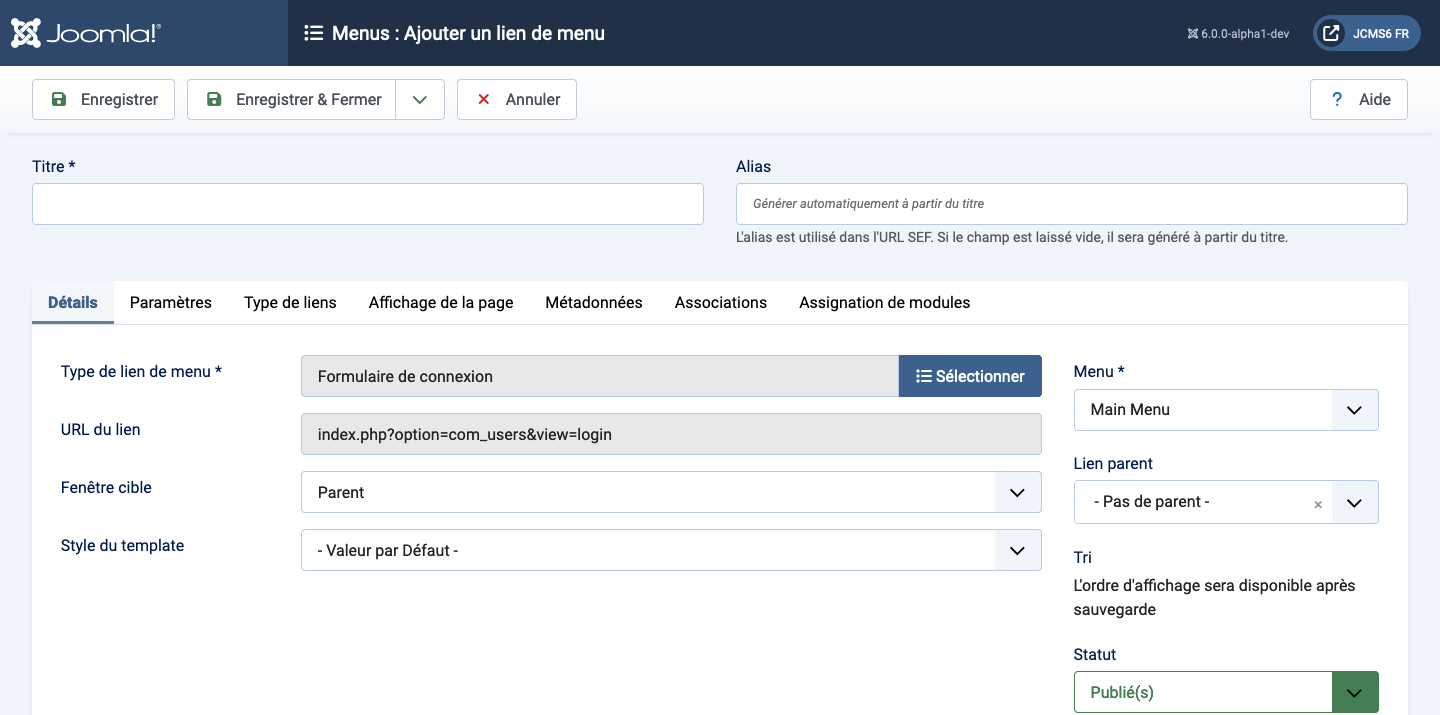 Joomla!®
Menus : Ajouter un lien de menu
6.0.0-alpha1-dev
JCMS6 FR
Enregistrer
Enregistrer & Fermer
Annuler
? Aide
Titre *
Alias
Générer automatiquement à partir du titre
L'alias est utilisé dans l'URL SEF. Si le champ est laissé vide, il sera généré à partir du titre.
Détails
Paramètres
Type de liens
Affichage de la page
Métadonnées
Associations
Assignation de modules
Type de lien de menu *
Formulaire de connexion
Sélectionner
URL du lien
index.php?option=com_users&view=login
Fenêtre cible
Parent
Style du template
- Valeur par Défaut -
Menu *
Main Menu
Lien parent
- Pas de parent -
×
Tri
L'ordre d'affichage sera disponible après
sauvegarde
Statut
Publié(s)